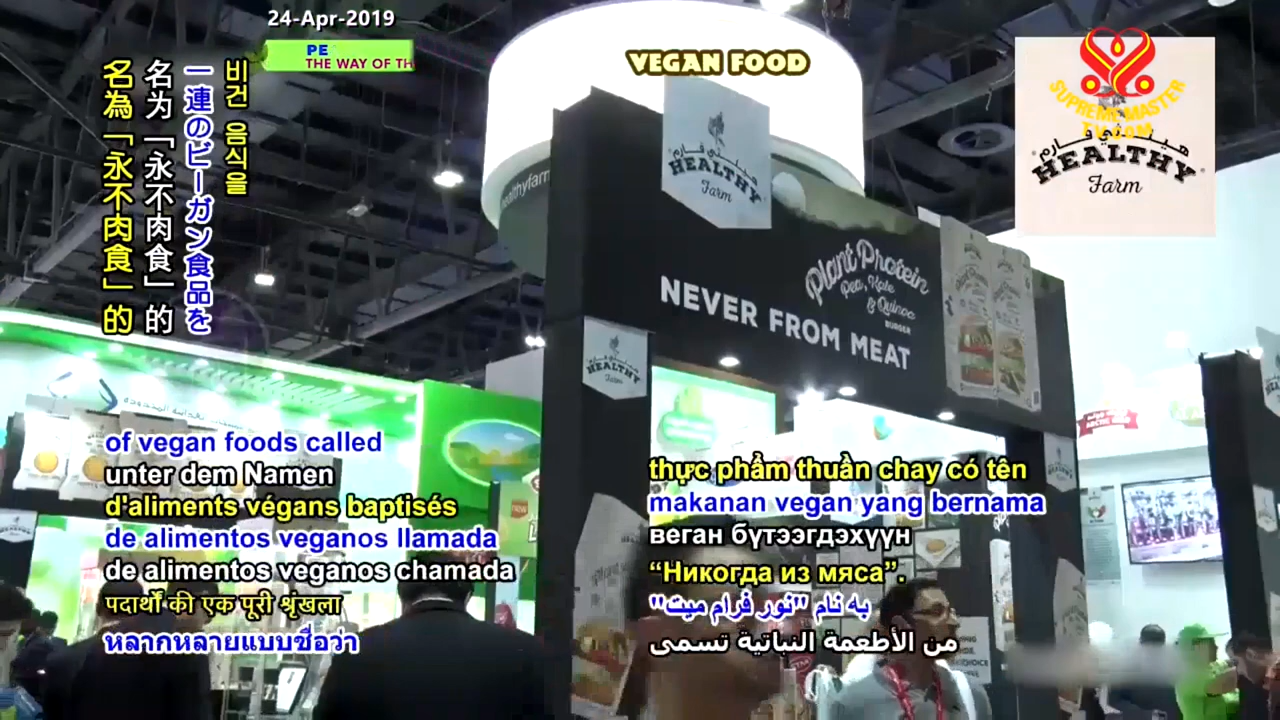 24-Apr-2019
PE
THE WAY OF TH
VEGAN FOOD
SUPREME MASTER
TV.COM
هيلثي فارم
HEALTHY
Farm
비건 음식을
一連のビーガン食品を
名为「永不肉食」的
名為「永不肉食」的
healthyfarm
HEALTHY
Farm
Plant Protein
Pea, Kale
& Quinoa
BURGER
NEVER FROM MEAT
HEALTHY
Farm
of vegan foods called
unter dem Namen
d'aliments végans baptisés
de alimentos veganos llamada
de alimentos veganos chamada
पदार्थों की एक पूरी श्रृंखला
หลากหลายแบบชื่อว่า
thực phẩm thuần chay có tên
makanan vegan yang bernama
веган бүтээгдэхүүн
“Никогда из мяса”.
به نام "نور فرام میت"
من الأطعمة النباتية تسمى